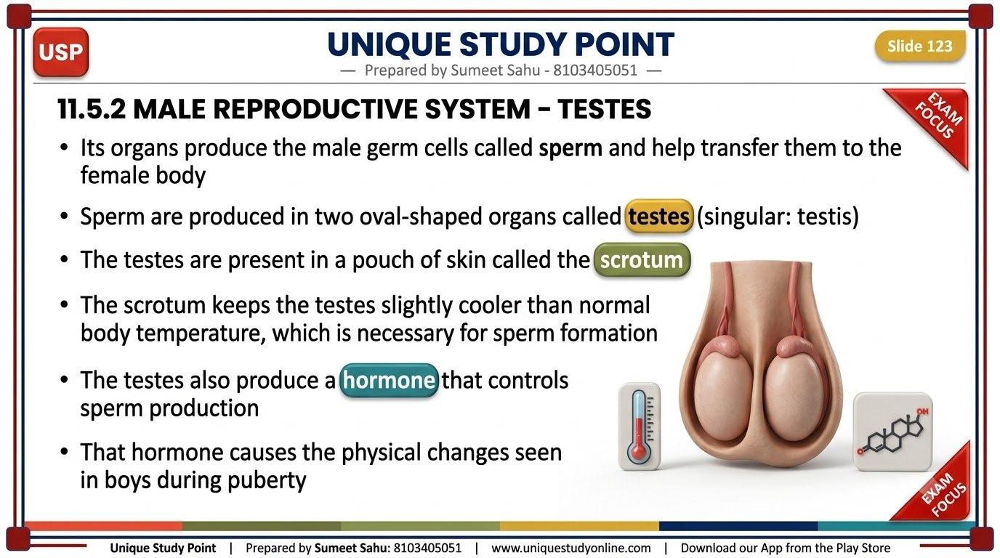 USP
UNIQUE STUDY POINT
— Prepared by Sumeet Sahu - 8103405051 —
Slide 123
EXAM
FOCUS
11.5.2 MALE REPRODUCTIVE SYSTEM – TESTES
• Its organs produce the male germ cells called sperm and help transfer them to the
female body
• Sperm are produced in two oval-shaped organs called testes (singular: testis)
• The testes are present in a pouch of skin called the scrotum
• The scrotum keeps the testes slightly cooler than normal
body temperature, which is necessary for sperm formation
• The testes also produce a hormone that controls
sperm production
• That hormone causes the physical changes seen
in boys during puberty
OH
O
EXAM
FOCUS
Unique Study Point | Prepared by Sumeet Sahu: 8103405051 | www.uniquestudyonline.com | Download our App from the Play Store